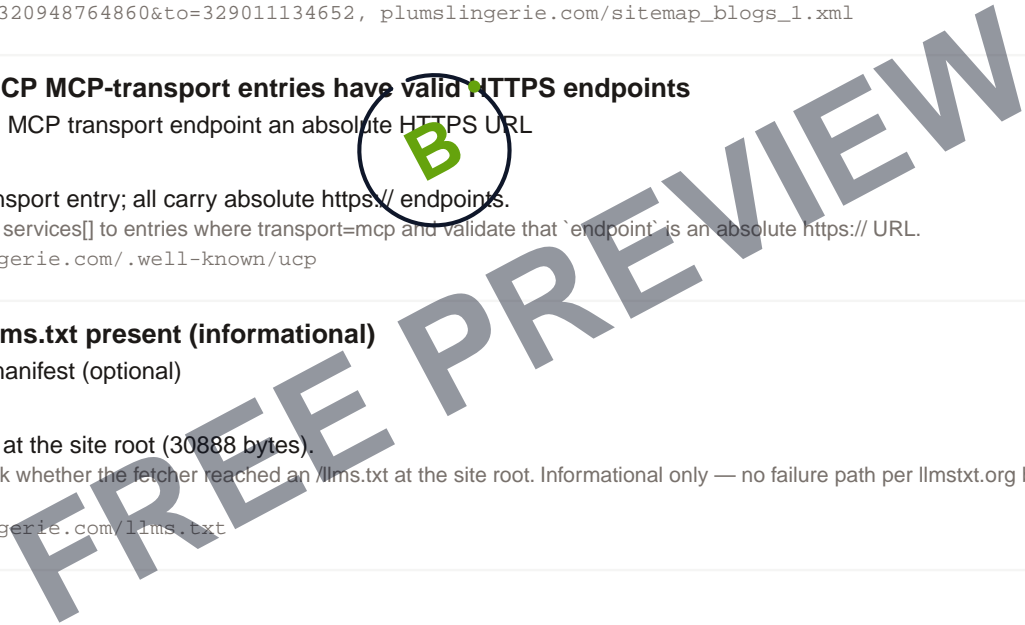 320948764860&to=329011134652, plumslingerie.com/sitemap_blogs_1.xml
CP MCP-transport entries have valid HTTPS endpoints
MCP transport endpoint an absolute HTTPS URL
B
nsport entry; all carry absolute https:// endpoints.
services[] to entries where transport=mcp and validate that `endpoint` is an absolute https:// URL.
gerie.com/.well-known/ucp
ms.txt present (informational)
nanifest (optional)
at the site root (30888 bytes).
k whether the fetcher reached an /llms.txt at the site root. Informational only — no failure path per llmstxt.org
ngerie.com/llms.txt
FREE PREVIEW